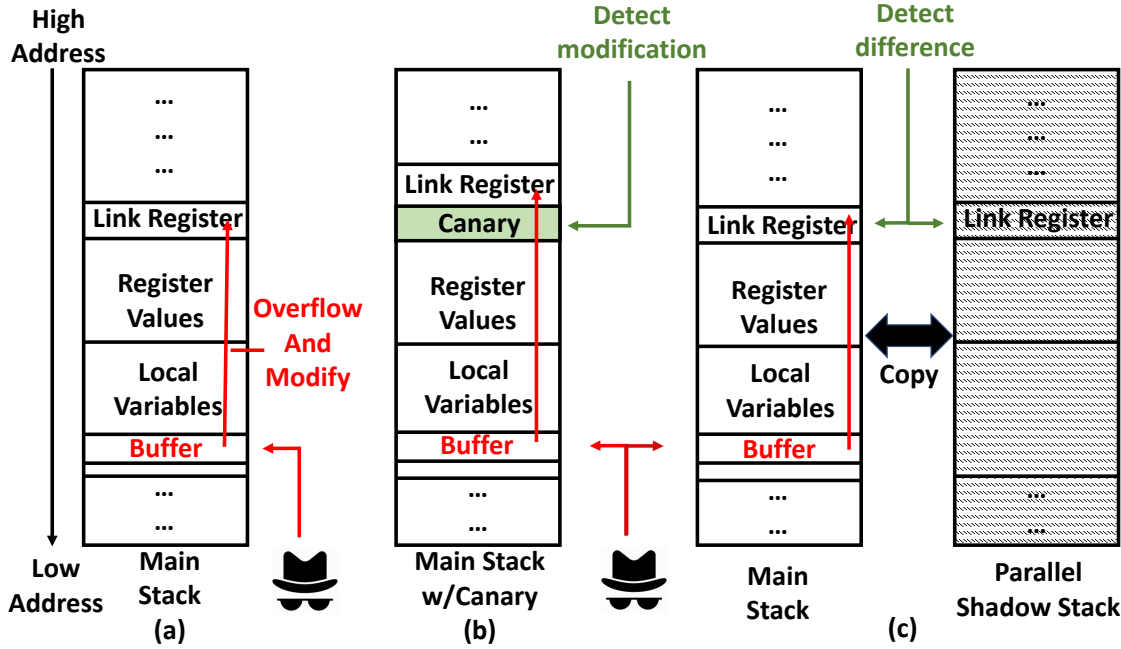 High
Address
Low
Address
...
...
...
Link Register
Register
Values
Local
Variables
Buffer
...
...
Main
Stack
(a)
Overflow
And
Modify
Detect
modification
...
...
Link Register
Canary
Register
Values
Local
Variables
Buffer
...
...
Main Stack
w/Canary
(b)
Detect
difference
...
...
...
Link Register
Register
Values
Local
Variables
Buffer
...
...
Main
Stack
Copy
...
...
...
Link Register
...
...
Parallel
Shadow Stack
(c)